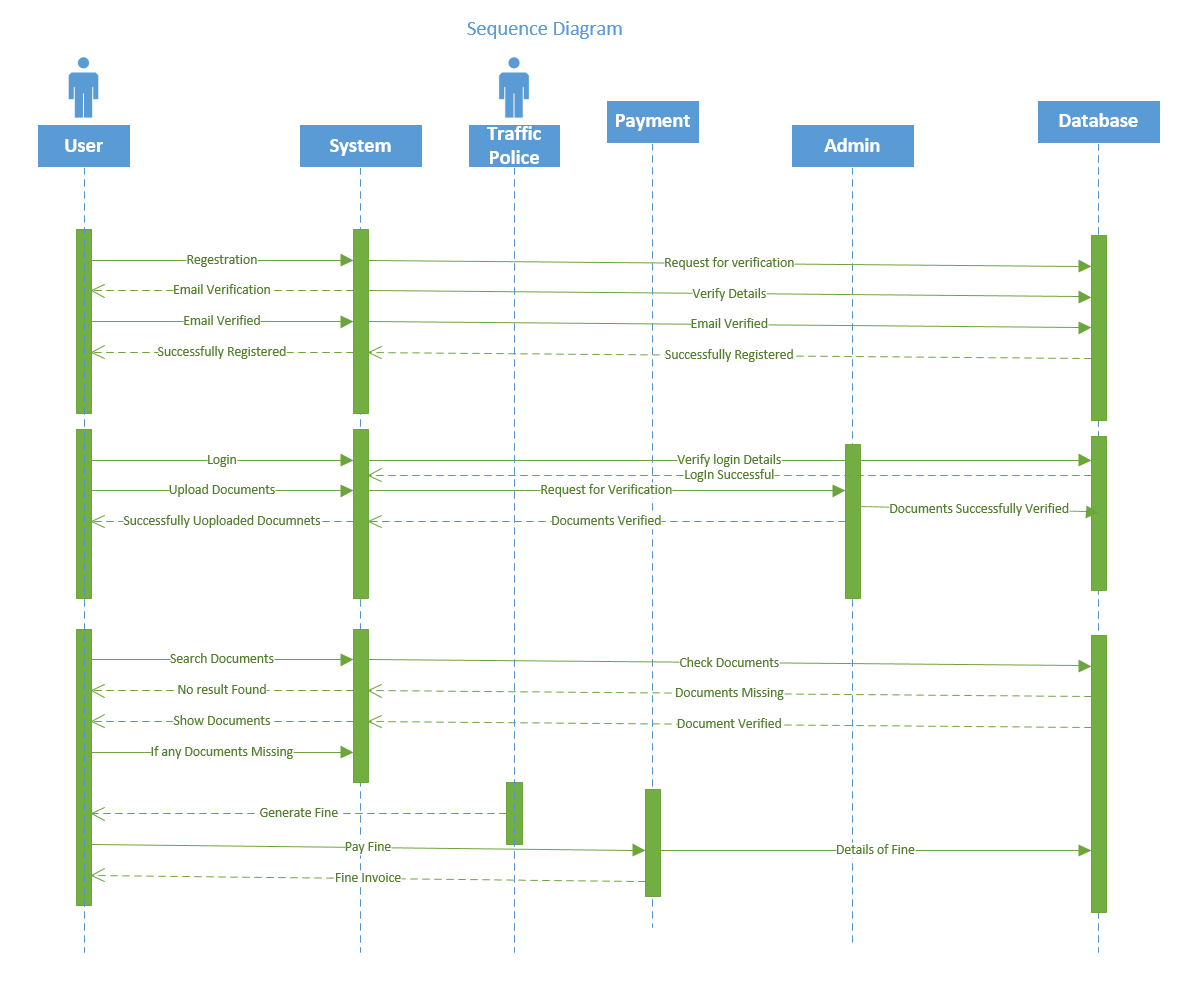 Sequence Diagram
User
System
Traffic
Police
Payment
Admin
Database
Regestration
Request for verification
Email Verification
Verify Details
Email Verified
Email Verified
Successfully Registered
Successfully Registered
Login
Verify login Details
LogIn Successful
Upload Documents
Request for Verification
Documents Successfully Verified
Successfully Uoploaded Documnets
Documents Verified
Search Documents
Check Documents
No result Found
Documents Missing
Show Documents
Document Verified
If any Documents Missing
Generate Fine
Pay Fine
Details of Fine
Fine Invoice